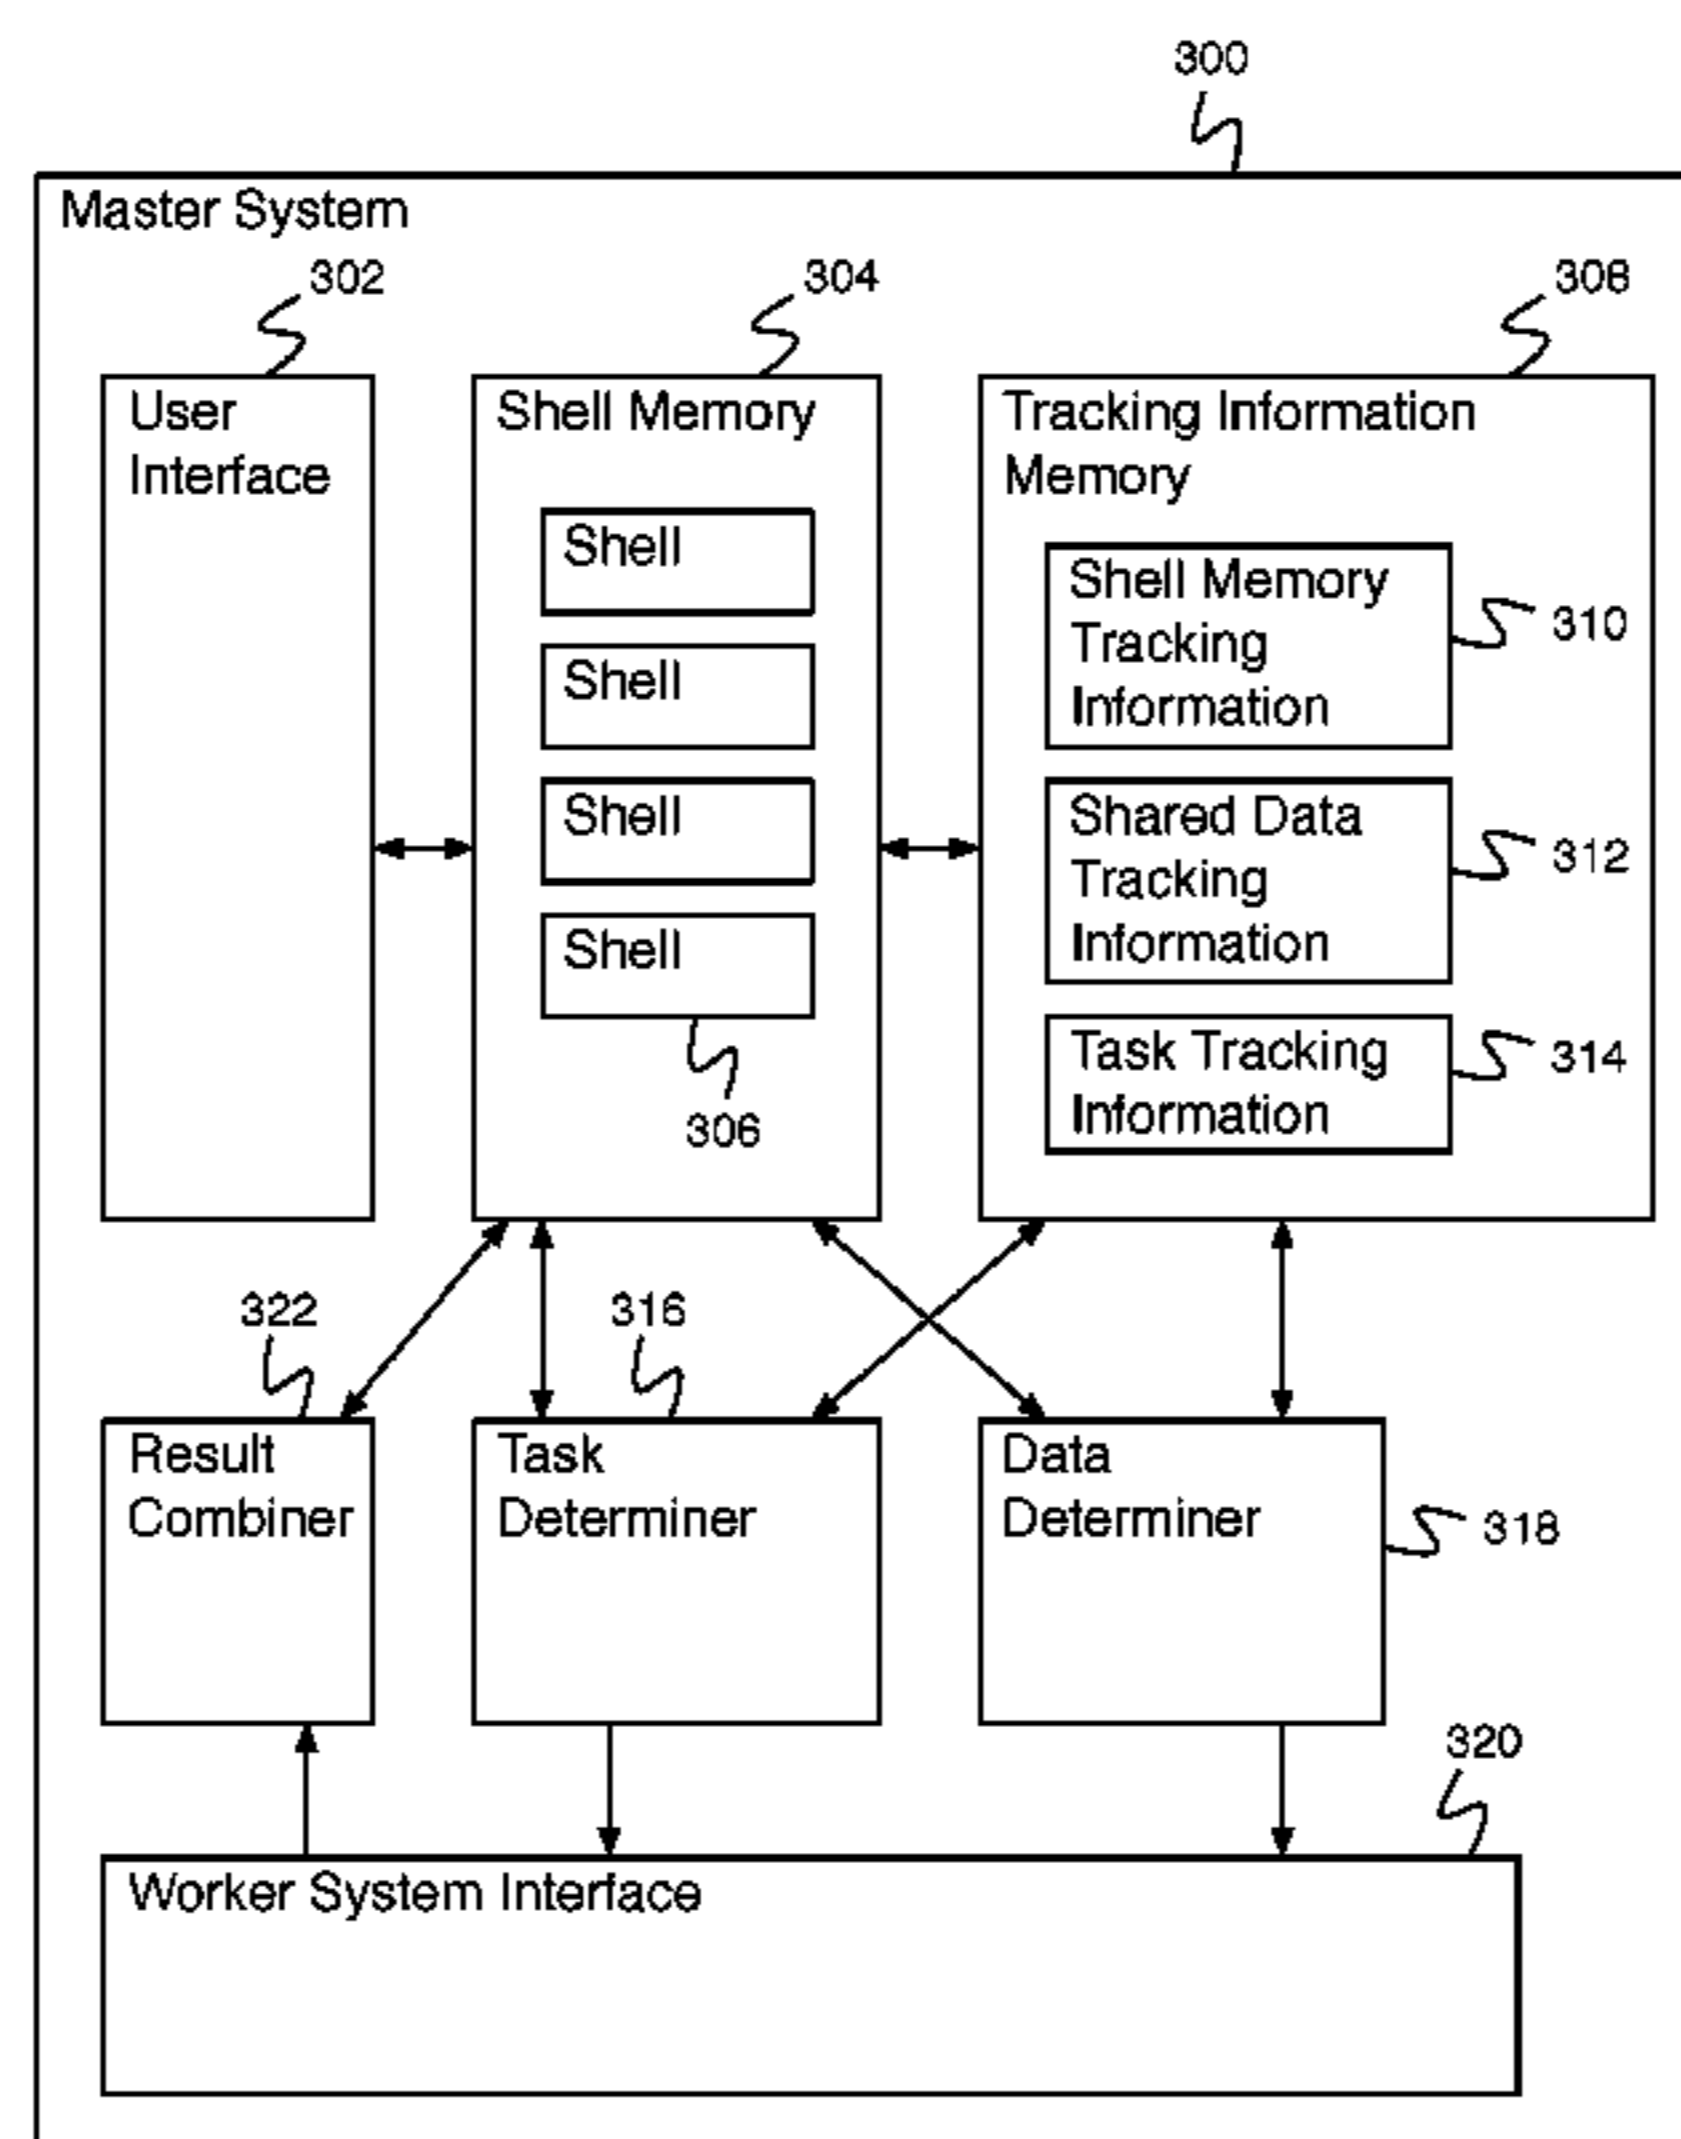 300
Master System
302
304
308
User
Interface
Shell Memory
Shell
Shell
Shell
Shell
306
Tracking Information
Memory
Shell Memory
Tracking
Information
310
Shared Data
Tracking
Information
312
Task Tracking
Information
314
322
316
Result
Combiner
Task
Determiner
Data
Determiner
318
320
Worker System Interface